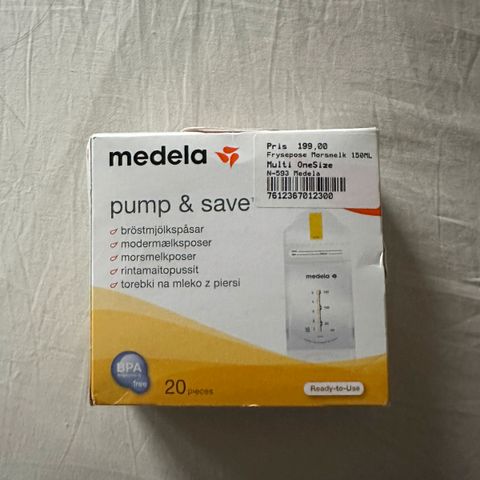 medela
Pris 199,00
Frysepose Morsmelk 150ML
Multi OneSize
N-593 Medela
7612367012300
pump & save
bröstmjölkspåsar
modermælksposer
morsmelkposer
rintamaitopussit
torebki na mleko z piersi
medela
BPA
free
20 pieces
Ready-to-Use